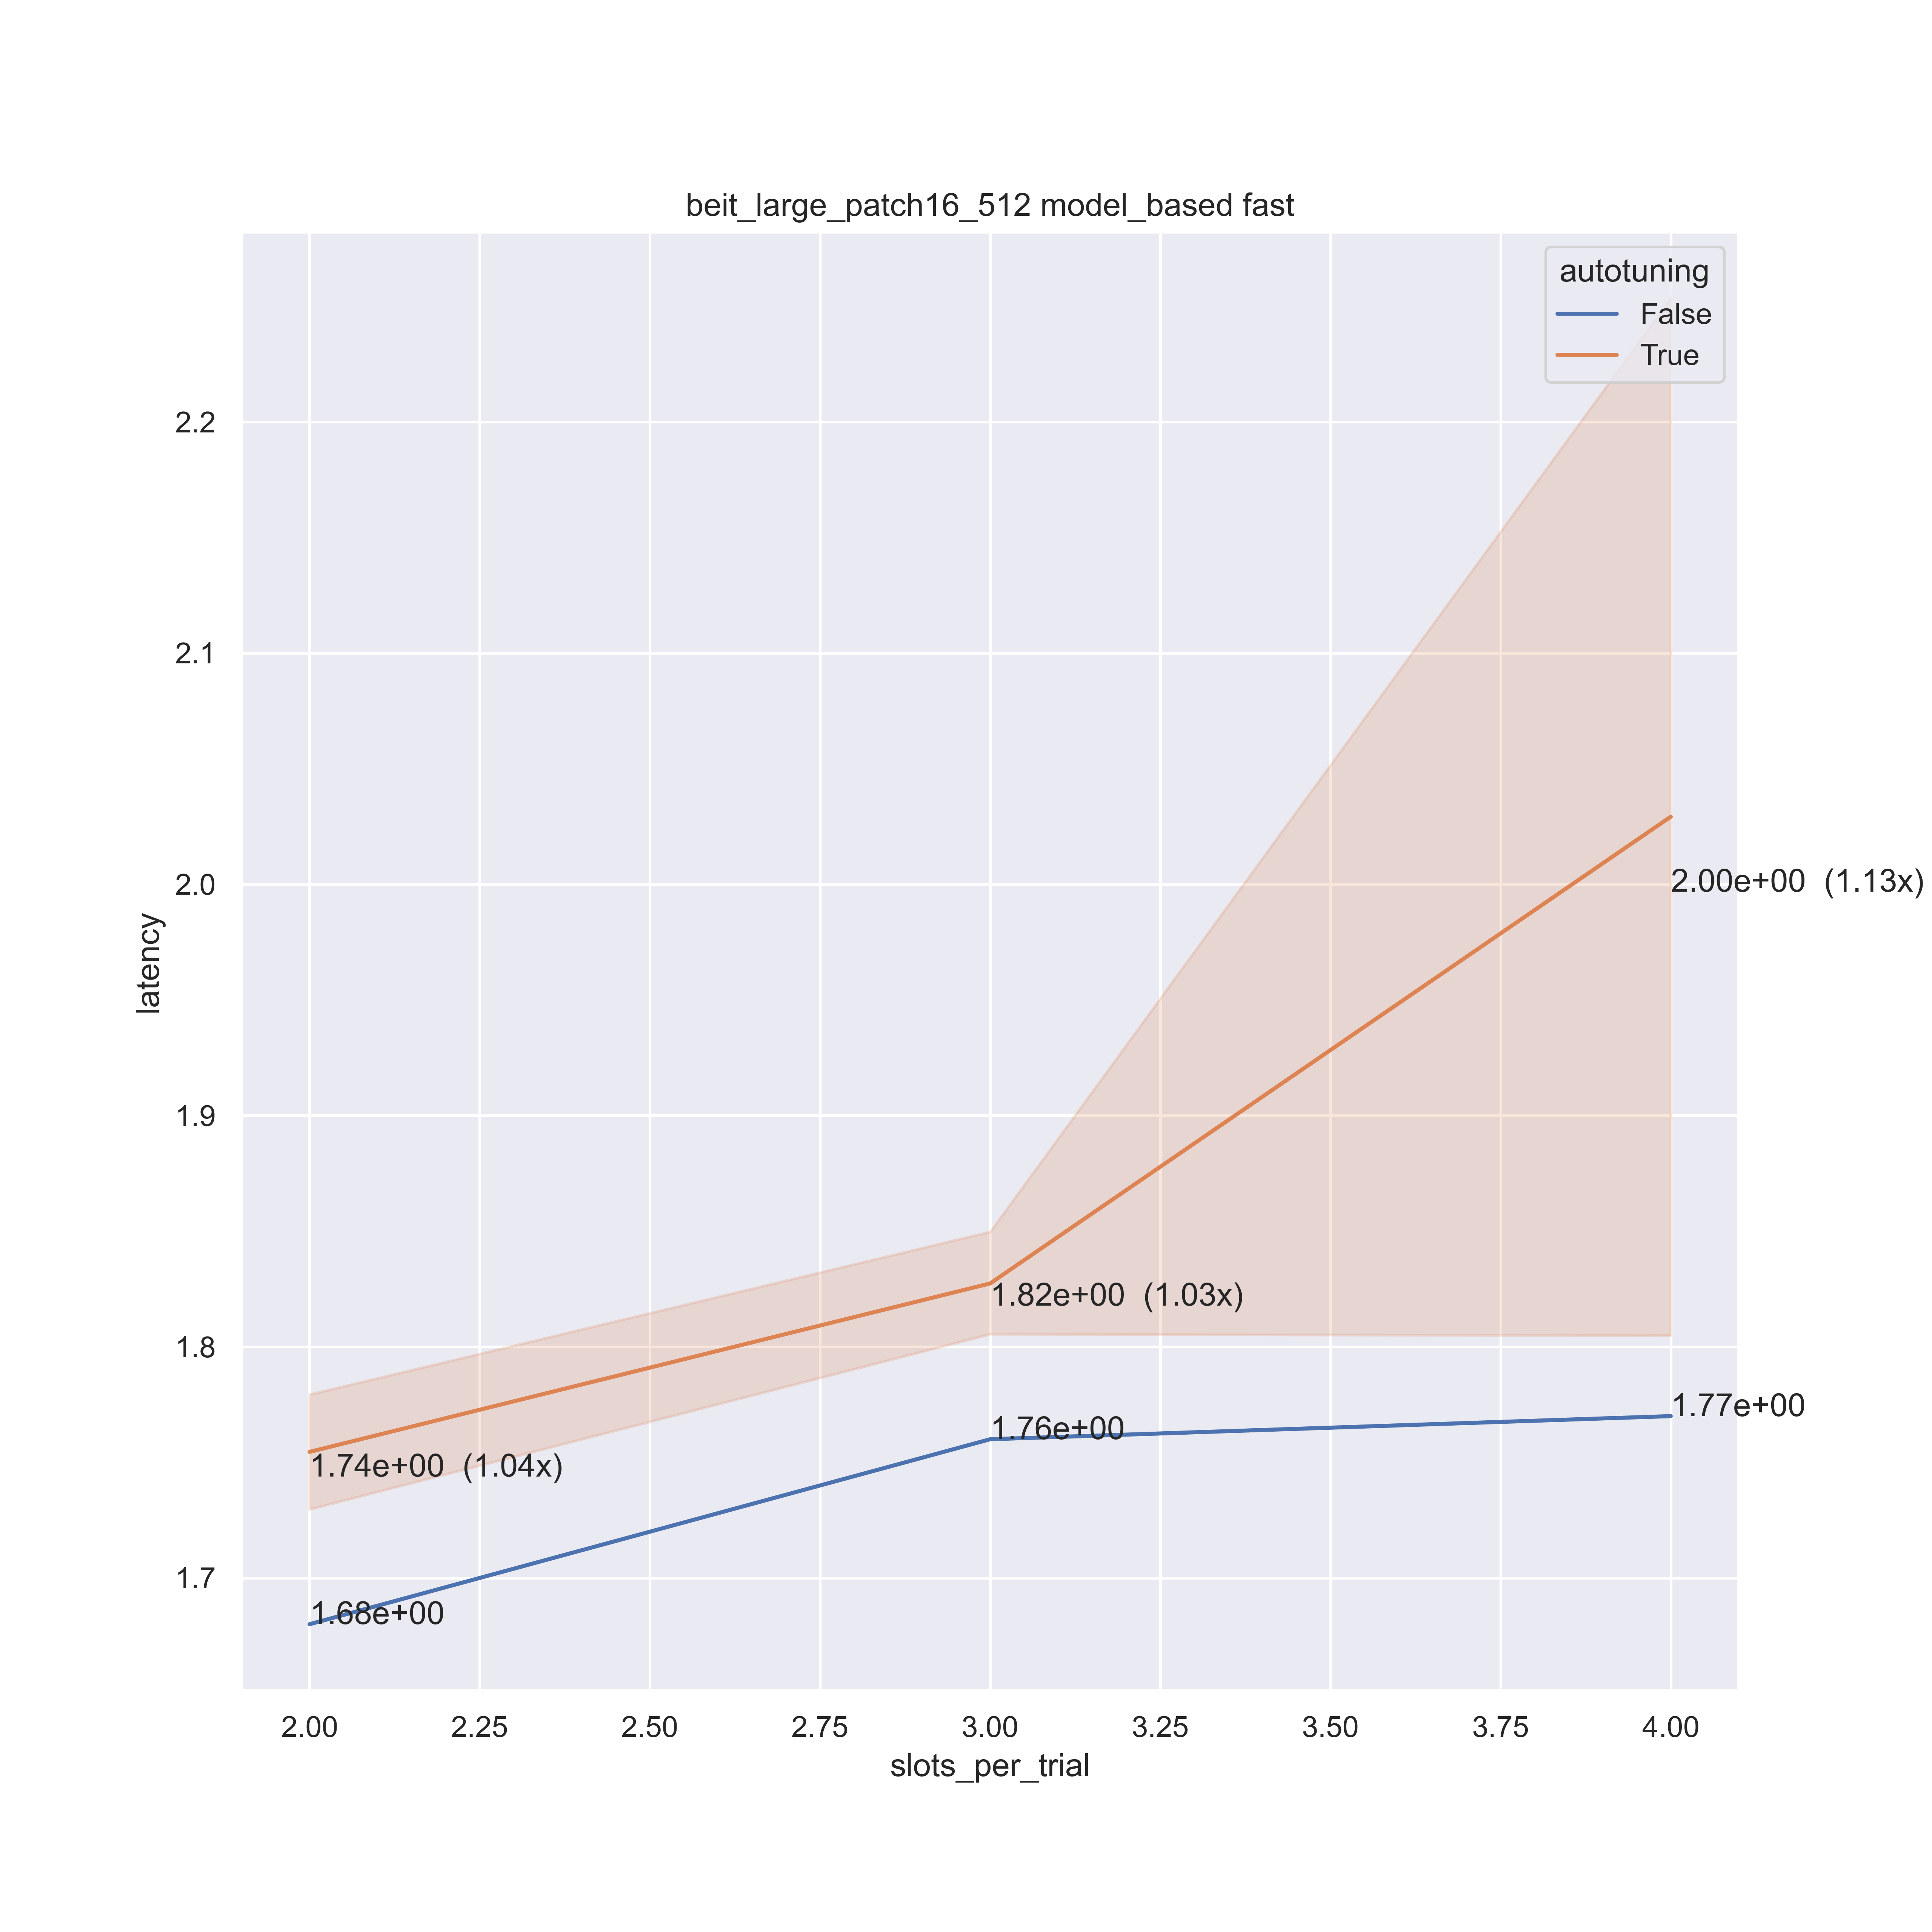 beit_large_patch16_512 model_based fast
autotuning
False
True
2.2
2.1
2.0
1.9
1.8
1.7
latency
2.00e+00 (1.13x)
1.82e+00 (1.03x)
1.77e+00
1.76e+00
1.74e+00 (1.04x)
1.68e+00
2.00 2.25 2.50 2.75 3.00 3.25 3.50 3.75 4.00
slots_per_trial